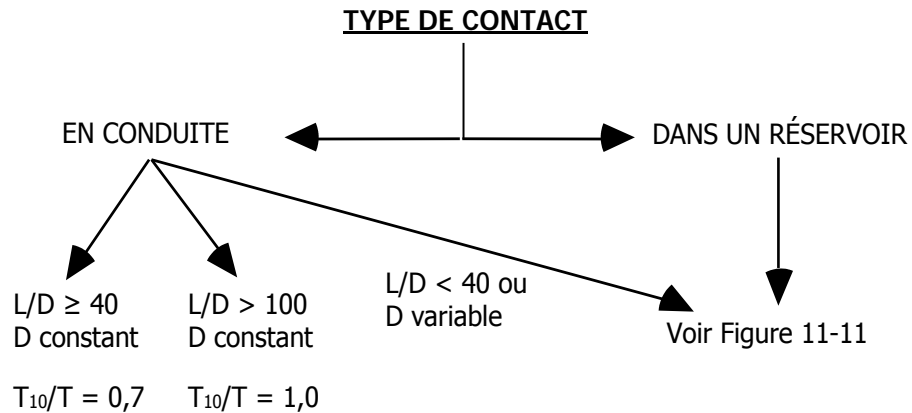 TYPE DE CONTACT
EN CONDUITE
DANS UN RÉSERVOIR
L/D ≥ 40
D constant
T10/T = 0,7
L/D > 100
D constant
T10/T = 1,0
L/D < 40 ou
D variable
Voir Figure 11-11